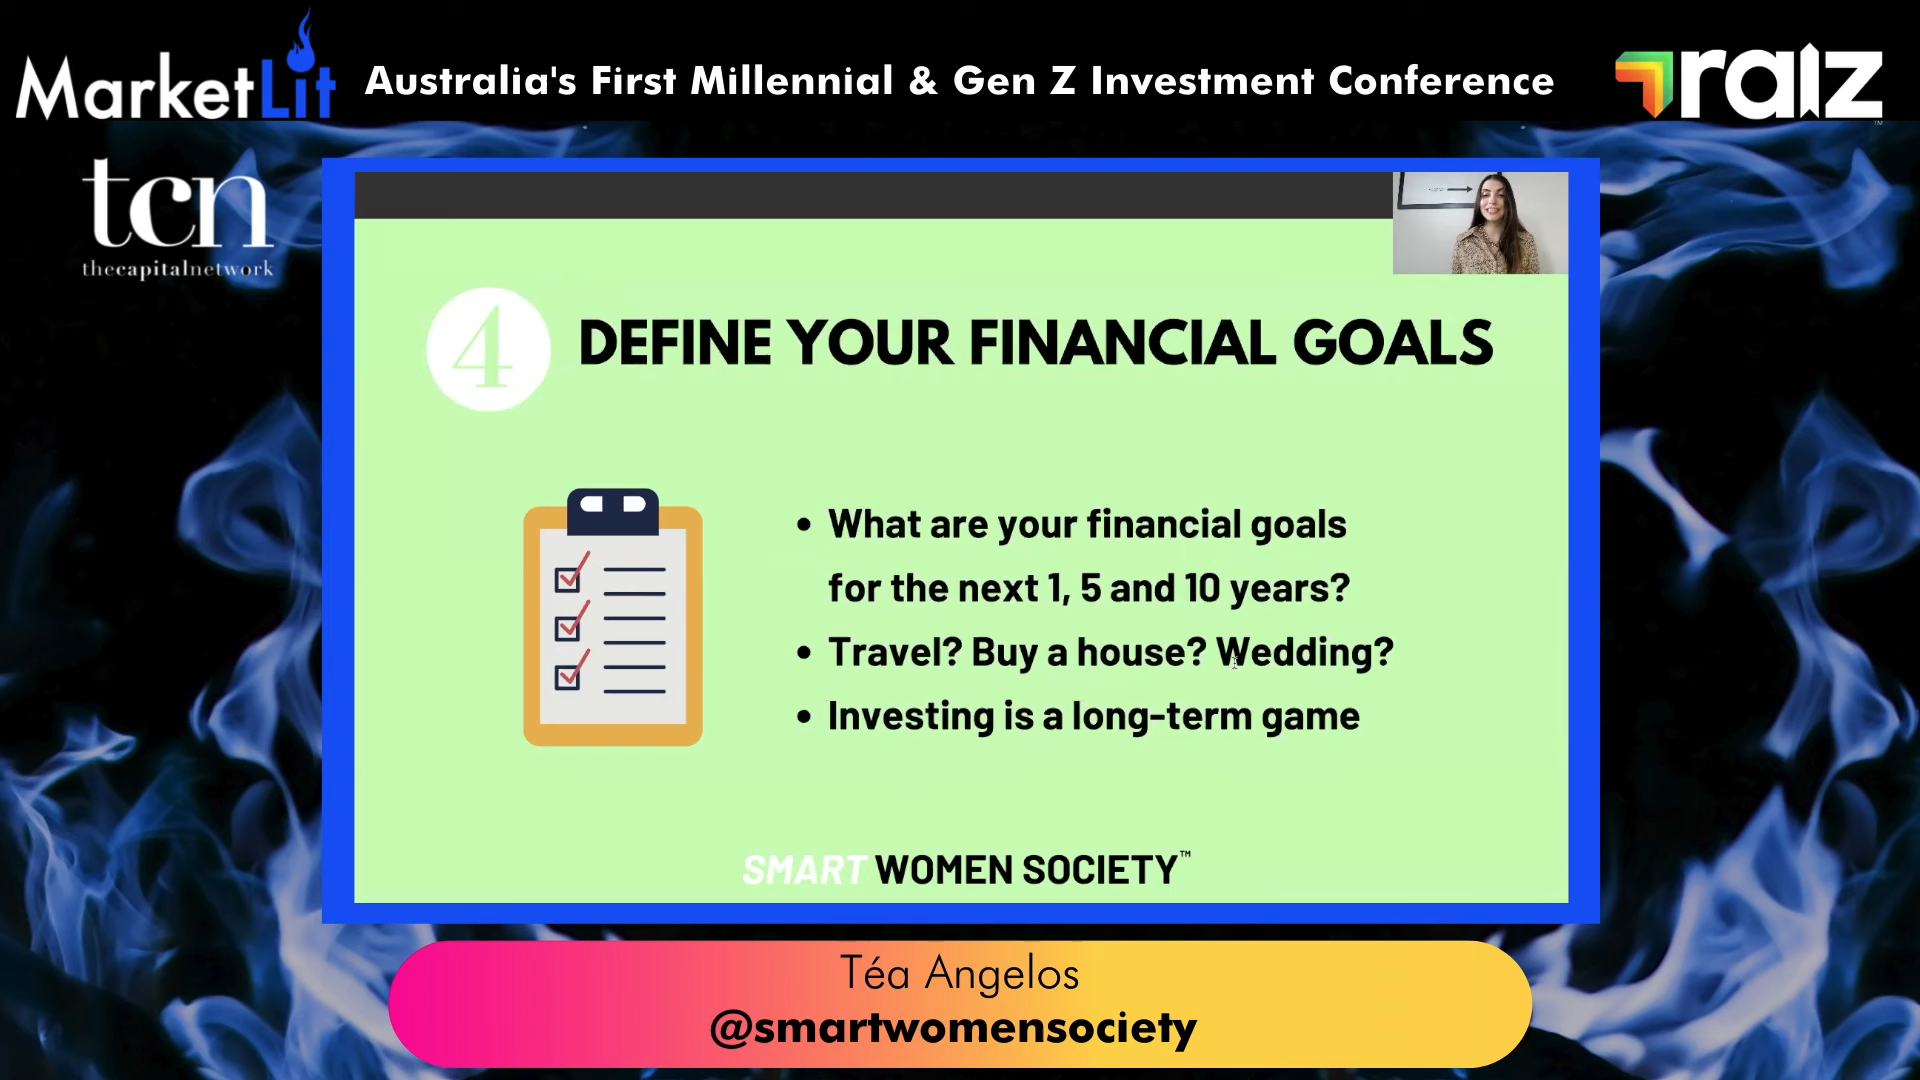 MarketLit
Australia's First Millennial & Gen Z Investment Conference
raiz
TM
tcn
thecapitalnetwork
4
DEFINE YOUR FINANCIAL GOALS
What are your financial goals
for the next 1, 5 and 10 years?
Travel? Buy a house? Wedding?
Investing is a long-term game
SMART WOMEN SOCIETY™
Téa Angelos
@smartwomensociety